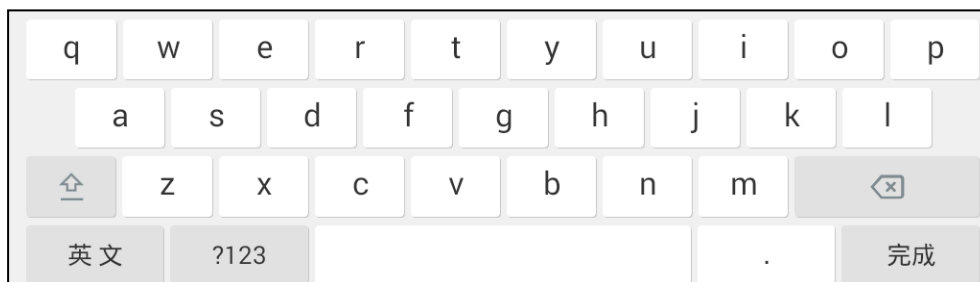 q w e r t y u i o p
a s d f g h j k l
z x c v b n m
英文 ?123 . 完成